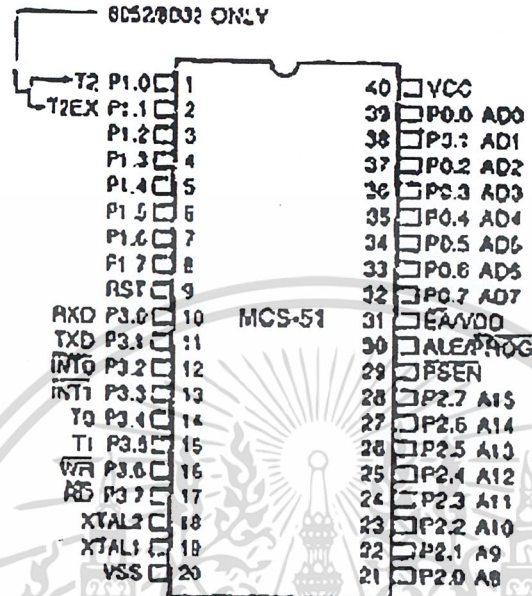 8052/8032 ONLY
T2 P1.0 1
T2EX P1.1 2
P1.2 3
P1.3 4
P1.4 5
P1.5 6
P1.6 7
P1.7 8
RST 9
RXD P3.0 10
TXD P3.1 11
INT0 P3.2 12
INT1 P3.3 13
T0 P3.4 14
T1 P3.5 15
WR P3.6 16
RD P3.7 17
XTAL2 18
XTAL1 19
VSS 20
MCS-51
40 VCC
39 P0.0 AD0
38 P0.1 AD1
37 P0.2 AD2
36 P0.3 AD3
35 P0.4 AD4
34 P0.5 AD5
33 P0.6 AD6
32 P0.7 AD7
31 EA/VDD
30 ALE/PROG
29 PSEN
28 P2.7 A15
27 P2.6 A14
26 P2.5 A13
25 P2.4 A12
24 P2.3 A11
23 P2.2 A10
22 P2.1 A9
21 P2.0 A8